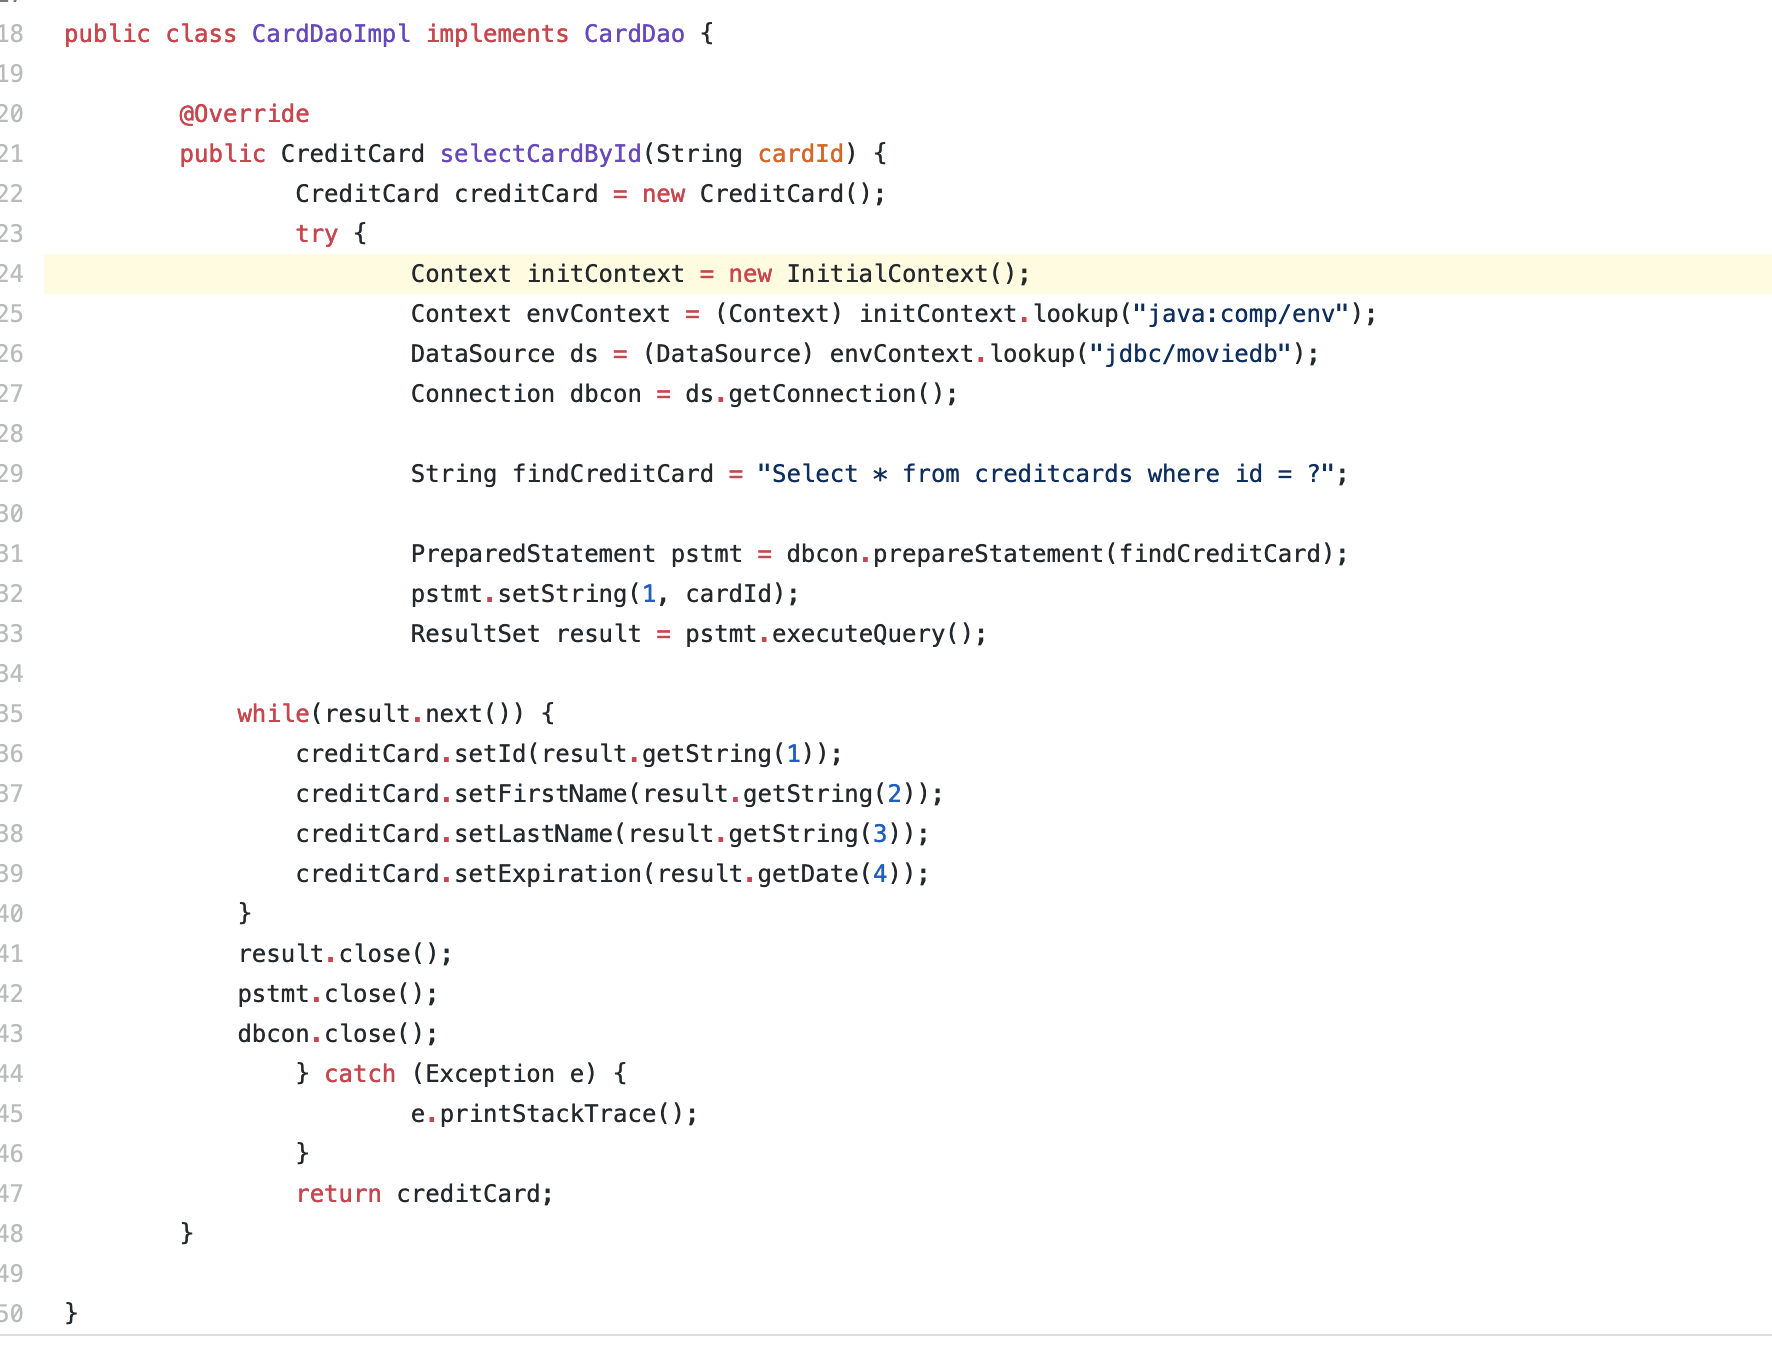 18 public class CardDaoImpl implements CardDao {
19
20 @Override
21 public CreditCard selectCardById(String cardId) {
22 CreditCard creditCard = new CreditCard();
23 try {
24 Context initContext = new InitialContext();
25 Context envContext = (Context) initContext.lookup("java:comp/env");
26 DataSource ds = (DataSource) envContext.lookup("jdbc/moviedb");
27 Connection dbcon = ds.getConnection();
28
29 String findCreditCard = "Select * from creditcards where id = ?";
30
31 PreparedStatement pstmt = dbcon.prepareStatement(findCreditCard);
32 pstmt.setString(1, cardId);
33 ResultSet result = pstmt.executeQuery();
34
35 while(result.next()) {
36 creditCard.setId(result.getString(1));
37 creditCard.setFirstName(result.getString(2));
38 creditCard.setLastName(result.getString(3));
39 creditCard.setExpiration(result.getDate(4));
40 }
41 result.close();
42 pstmt.close();
43 dbcon.close();
44 } catch (Exception e) {
45 e.printStackTrace();
46 }
47 return creditCard;
48 }
49
50 }